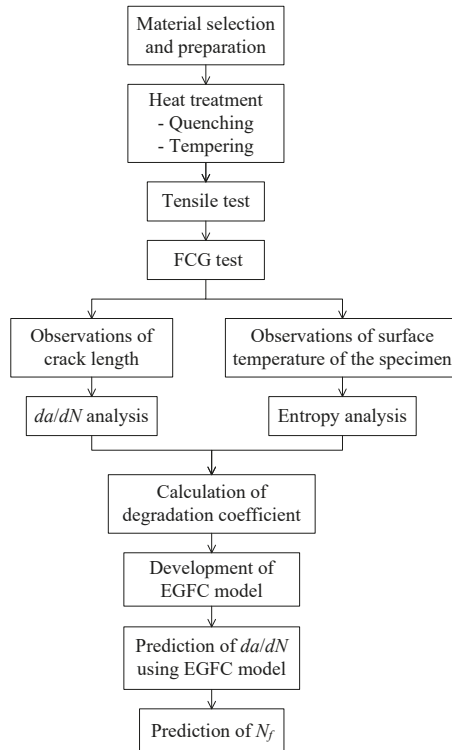 Material selection
and preparation
Heat treatment
- Quenching
- Tempering
Tensile test
FCG test
Observations of
crack length
Observations of surface
temperature of the specimen
da/dN analysis
Entropy analysis
Calculation of
degradation coefficient
Development of
EGFC model
Prediction of da/dN
using EGFC model
Prediction of Nf